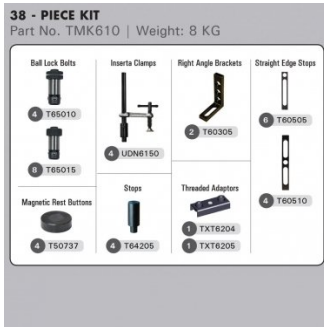 38 - PIECE KIT
Part No. TMK610 | Weight: 8 KG
Ball Lock Bolts
4 T65010
8 T65015
Magnetic Rest Buttons
4 T50737
Inserta Clamps
4 UDN6150
Stops
4 T64205
Right Angle Brackets
2 T60305
Threaded Adaptors
1 TXT6204
1 TXT6205
Straight Edge Stops
6 T60505
4 T60510